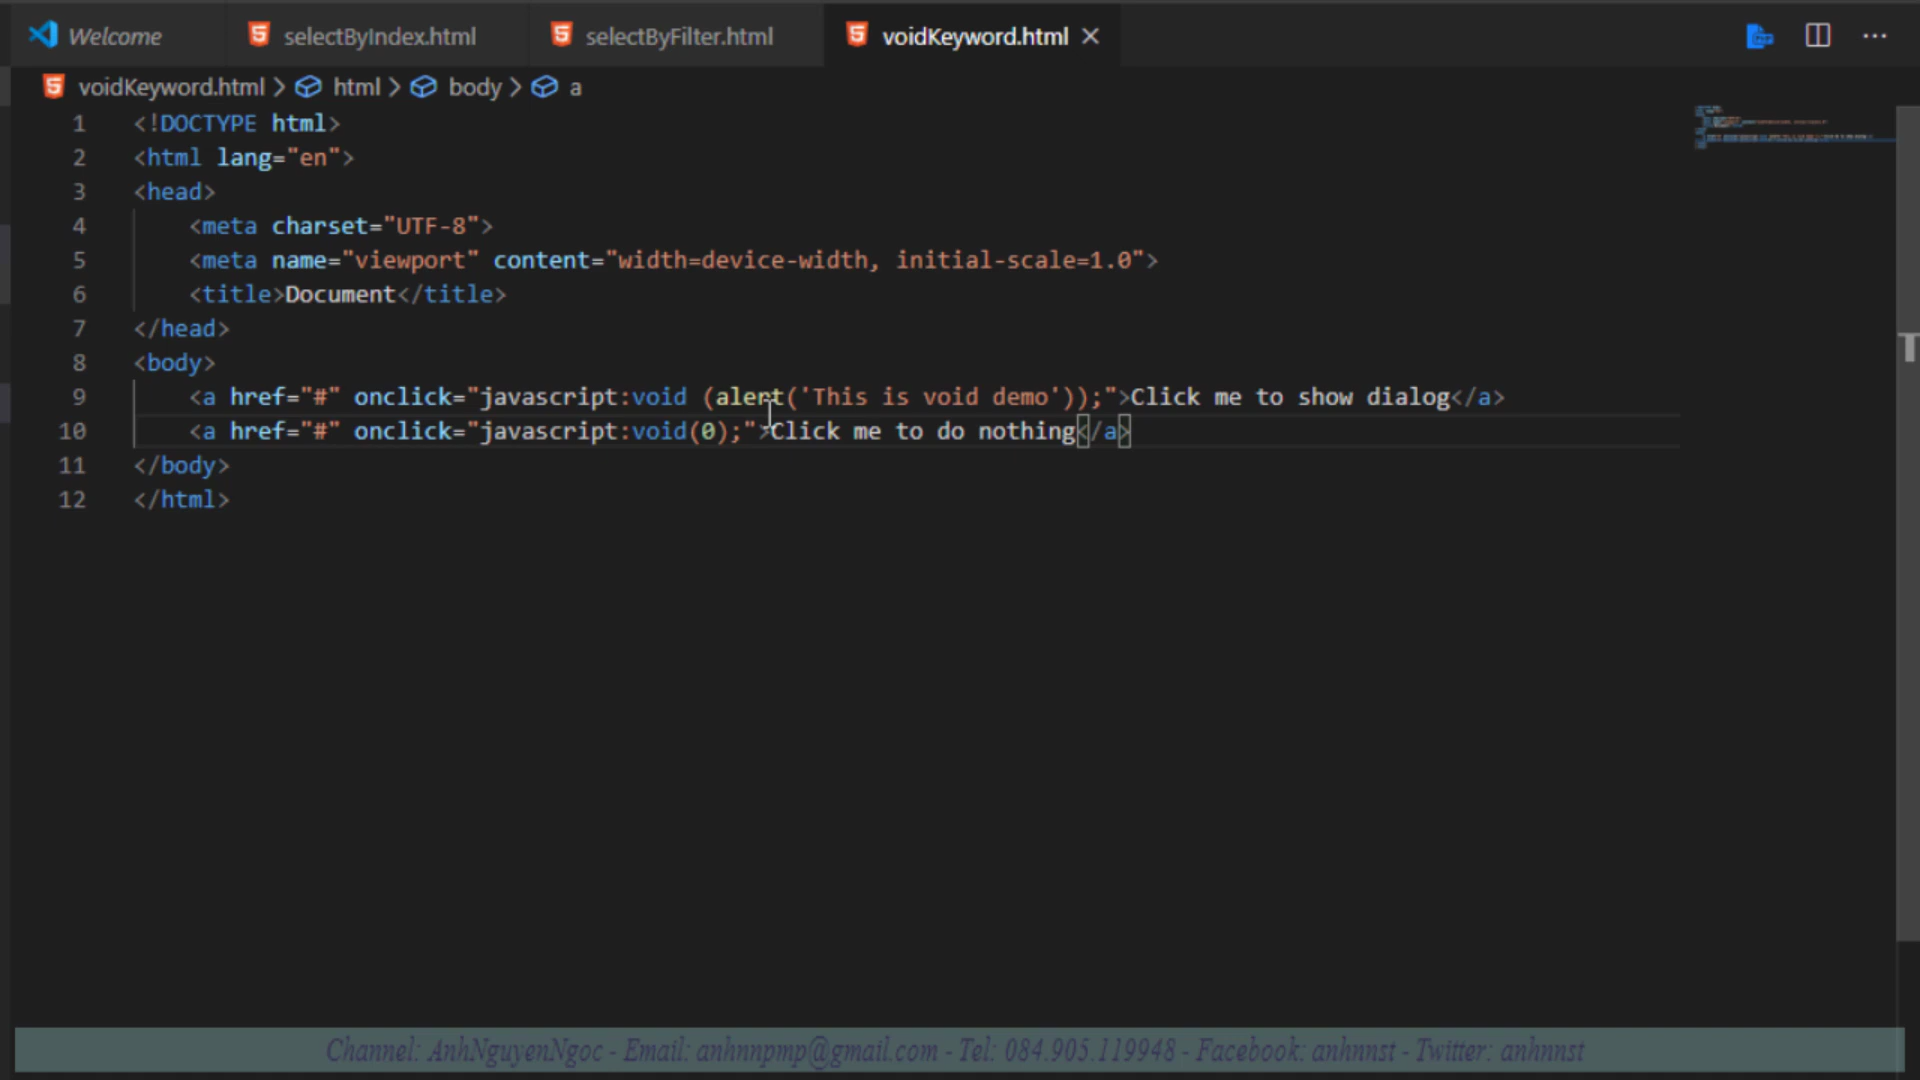 Welcome selectByIndex.html selectByFilter.html voidKeyword.html
voidKeyword.html > html > body > a
1 <!DOCTYPE html>
2 <html lang="en">
3 <head>
4 <meta charset="UTF-8">
5 <meta name="viewport" content="width=device-width, initial-scale=1.0">
6 <title>Document</title>
7 </head>
8 <body>
9 <a href="#" onclick="javascript:void (alert('This is void demo'));">Click me to show dialog</a>
10 <a href="#" onclick="javascript:void(0);">Click me to do nothing</a>
11 </body>
12 </html>
Channel: AnhNguyenNgoc - Email: anhnnpmp@gmail.com - Tel: 084.905.119948 - Facebook: anhnnst - Twitter: anhnnst